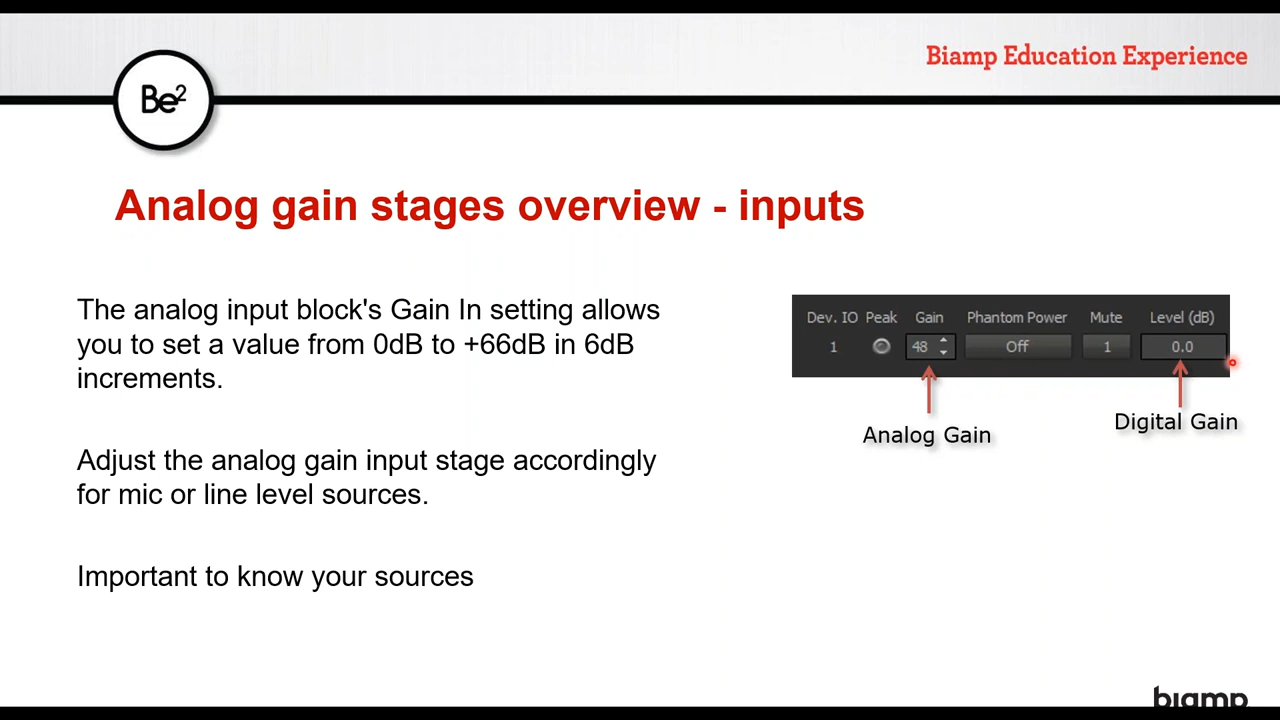 Biamp Education Experience
Be2
Analog gain stages overview - inputs
The analog input block's Gain In setting allows
you to set a value from 0dB to +66dB in 6dB
increments.
Adjust the analog gain input stage accordingly
for mic or line level sources.
Important to know your sources
Dev. IO Peak Gain Phantom Power Mute Level (dB)
1 48 Off 1 0.0
Analog Gain
Digital Gain
biamp